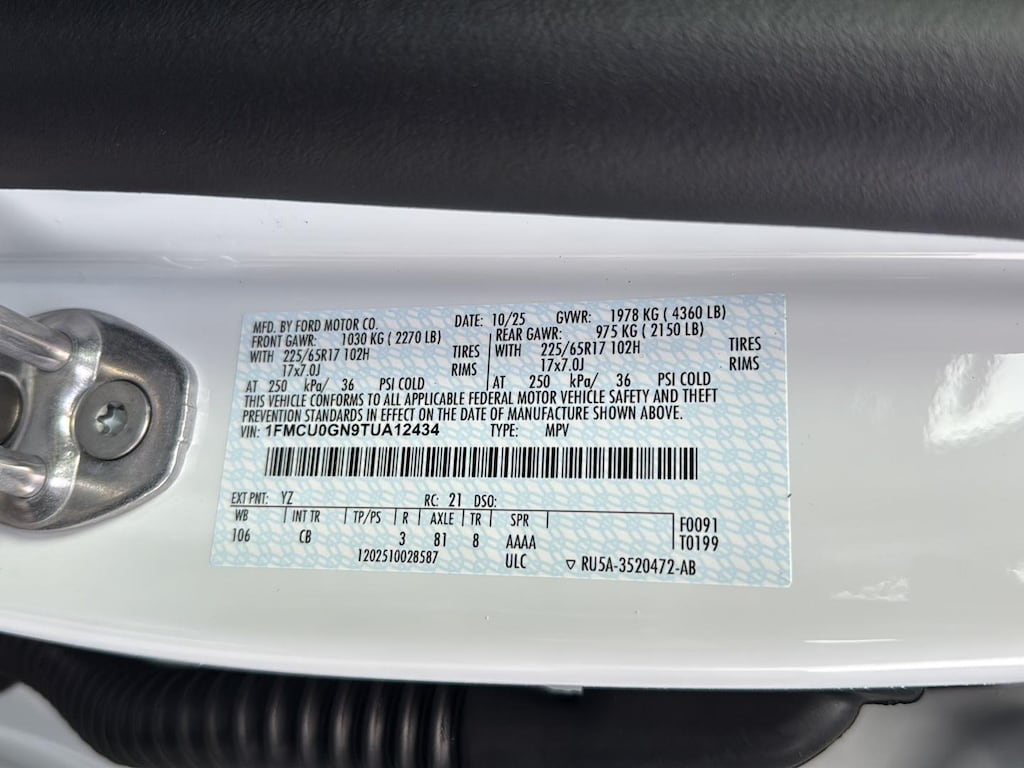 MFD. BY FORD MOTOR CO. DATE: 10/25 GVWR: 1978 KG ( 4360 LB)
FRONT GAWR: 1030 KG ( 2270 LB) REAR GAWR: 975 KG ( 2150 LB)
WITH 225/65R17 102H TIRES WITH 225/65R17 102H TIRES
17x7.0J RIMS 17x7.0J RIMS
AT 250 kPa/ 36 PSI COLD AT 250 kPa/ 36 PSI COLD
THIS VEHICLE CONFORMS TO ALL APPLICABLE FEDERAL MOTOR VEHICLE SAFETY AND THEFT
PREVENTION STANDARDS IN EFFECT ON THE DATE OF MANUFACTURE SHOWN ABOVE.
VIN: 1FMCU0GN9TUA12434 TYPE: MPV
EXT PNT: YZ RC: 21 DSO:
WB INT TR TP/PS R AXLE TR SPR F0091
106 CB 3 81 8 AAAA T0199
1202510028587 ULC ▽ RU5A-3520472-AB